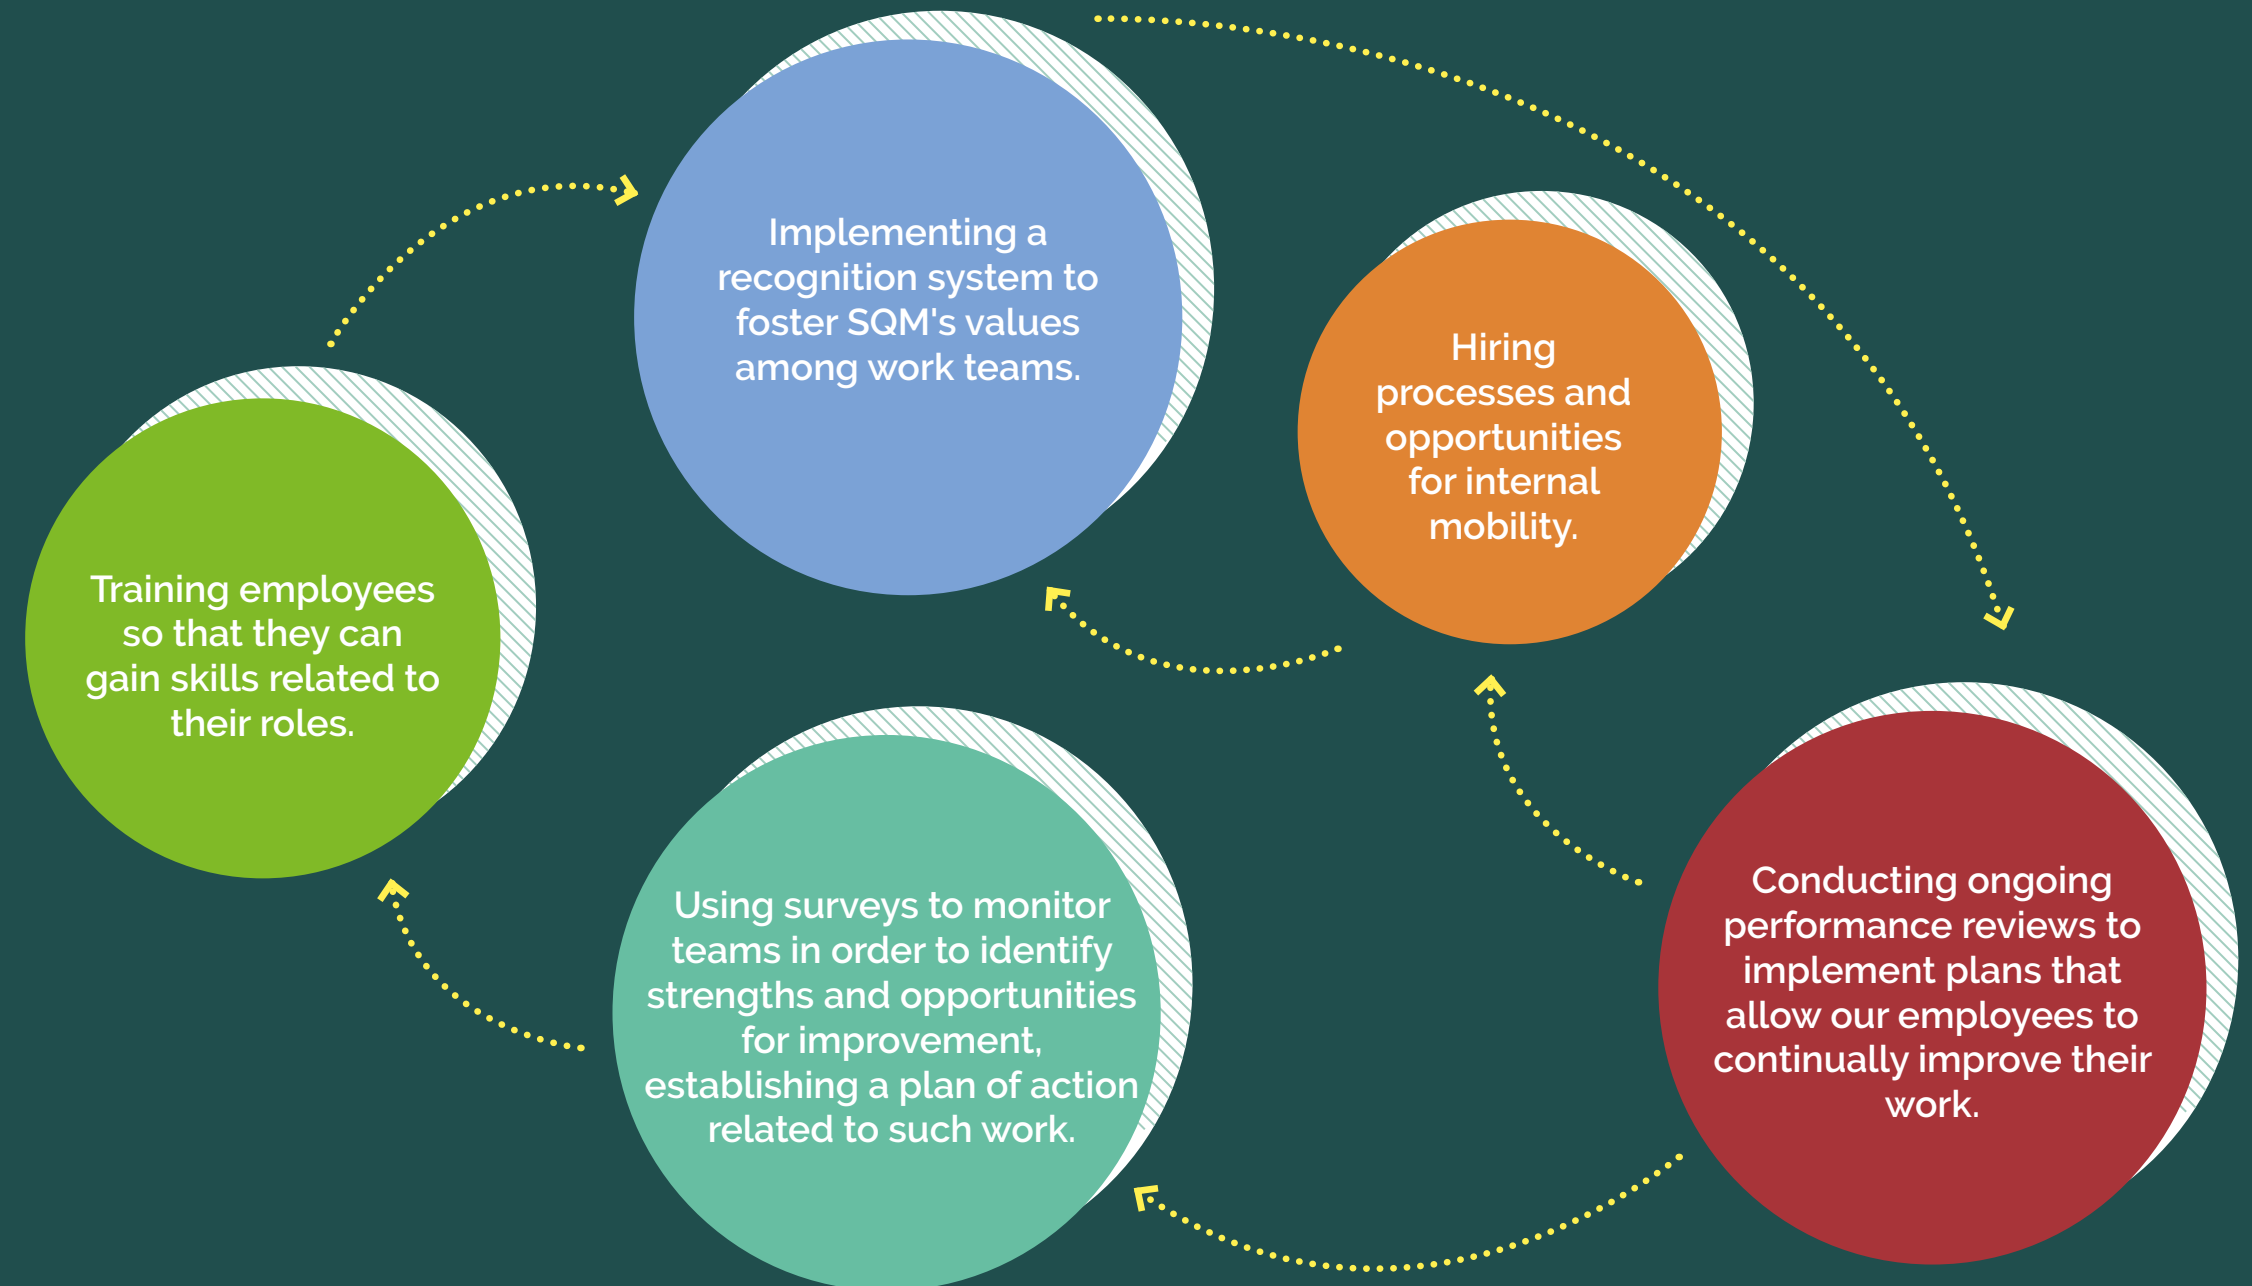 Implementing a
recognition system to
foster SQM's values
among work teams.
Hiring
processes and
opportunities
for internal
mobility.
Training employees
so that they can
gain skills related to
their roles.
Using surveys to monitor
teams in order to identify
strengths and opportunities
for improvement,
establishing a plan of action
related to such work.
Conducting ongoing
performance reviews to
implement plans that
allow our employees to
continually improve their
work.